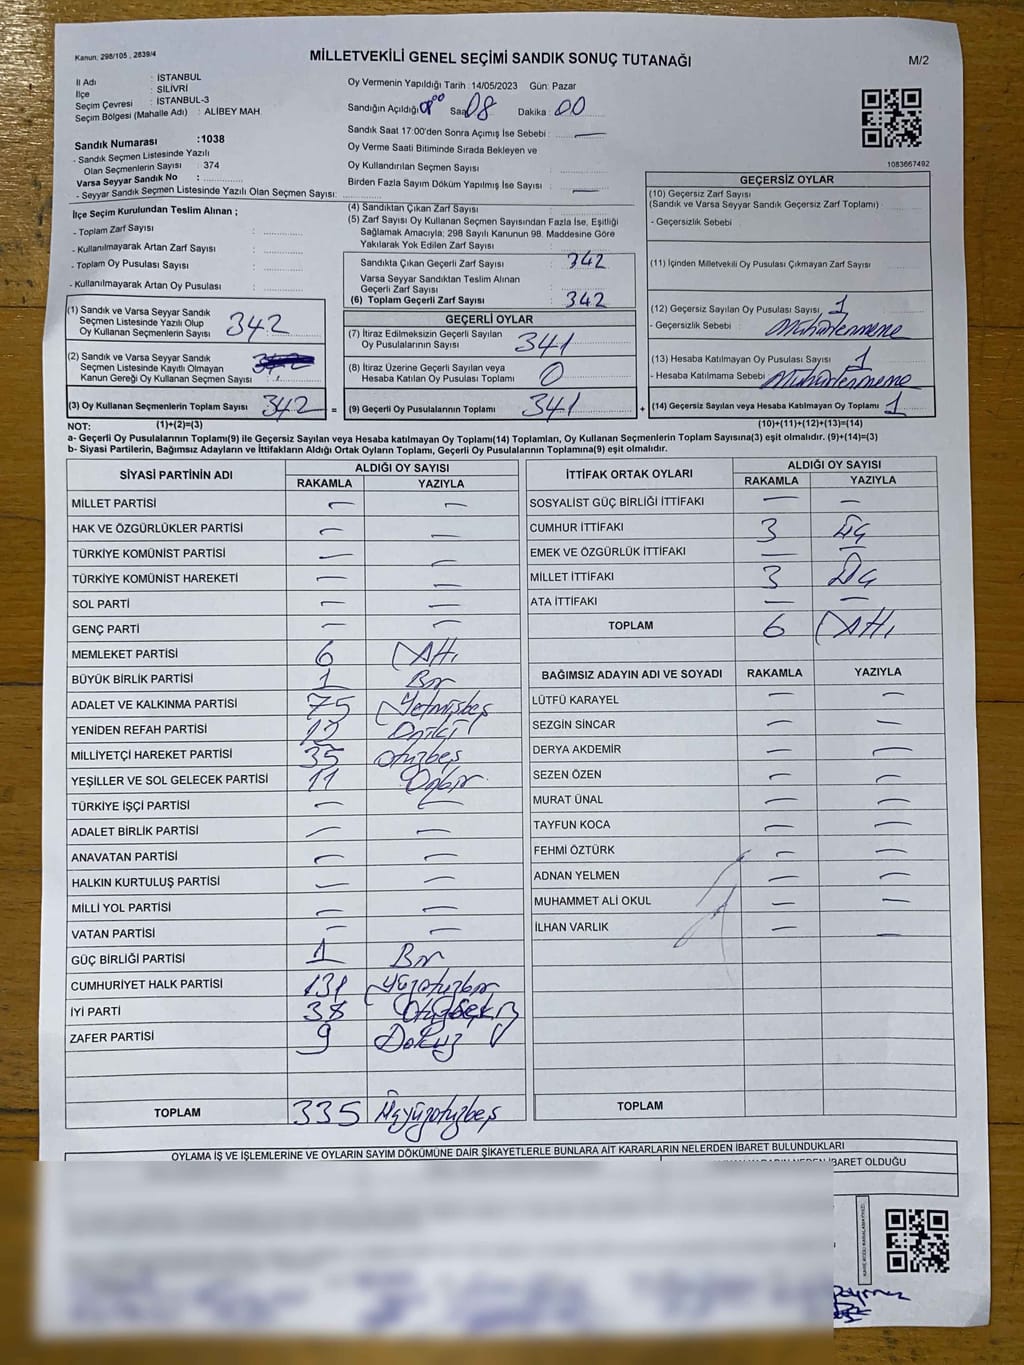 Kanun: 298/105 , 2839/4
MİLLETVEKİLİ GENEL SEÇİMİ SANDIK SONUÇ TUTANAĞI
M/2
İl Adı : İSTANBUL
İlçe : SİLİVRİ
Seçim Çevresi : İSTANBUL-3
Seçim Bölgesi (Mahalle Adı) : ALİBEY MAH
Sandık Numarası :1038
- Sandık Seçmen Listesinde Yazılı
Olan Seçmenlerin Sayısı : 374
Varsa Seyyar Sandık No :
- Seyyar Sandık Seçmen Listesinde Yazılı Olan Seçmen Sayısı:
Oy Vermenin Yapıldığı Tarih :14/05/2023 Gün: Pazar
Sandığın Açıldığı 08:00 Saat 08 Dakika : 00
Sandık Saat 17:00'den Sonra Açımış İse Sebebi : —
Oy Verme Saati Bitiminde Sırada Bekleyen ve
Oy Kullandırılan Seçmen Sayısı :
Birden Fazla Sayım Döküm Yapılmış İse Sayısı : —
1083667492
İlçe Seçim Kurulundan Teslim Alınan ;
- Toplam Zarf Sayısı :
- Kullanılmayarak Artan Zarf Sayısı :
- Toplam Oy Pusulası Sayısı :
- Kullanılmayarak Artan Oy Pusulası :
(4) Sandıktan Çıkan Zarf Sayısı :
(5) Zarf Sayısı Oy Kullanan Seçmen Sayısından Fazla İse, Eşitliği
Sağlamak Amacıyla; 298 Sayılı Kanunun 98. Maddesine Göre
Yakılarak Yok Edilen Zarf Sayısı :
Sandıkta Çıkan Geçerli Zarf Sayısı : 342
Varsa Seyyar Sandıktan Teslim Alınan
Geçerli Zarf Sayısı :
(6) Toplam Geçerli Zarf Sayısı : 342
GEÇERSİZ OYLAR
(10) Geçersiz Zarf Sayısı
(Sandık ve Varsa Seyyar Sandık Geçersiz Zarf Toplamı)
- Geçersizlik Sebebi
(11) İçinden Milletvekili Oy Pusulası Çıkmayan Zarf Sayısı
(12) Geçersiz Sayılan Oy Pusulası Sayısı : 1
- Geçersizlik Sebebi : Mühürlenmeme
(13) Hesaba Katılmayan Oy Pusulası Sayısı : 1
- Hesaba Katılmama Sebebi : Mühürlenmeme
(14) Geçersiz Sayılan veya Hesaba Katılmayan Oy Toplamı : 1
(10)+(11)+(12)+(13)=(14)
(1) Sandık ve Varsa Seyyar Sandık
Seçmen Listesinde Yazılı Olup
Oy Kullanan Seçmenlerin Sayısı : 342
(2) Sandık ve Varsa Seyyar Sandık
Seçmen Listesinde Kayıtlı Olmayan
Kanun Gereği Oy Kullanan Seçmen Sayısı :
(3) Oy Kullanan Seçmenlerin Toplam Sayısı : 342 =
(1)+(2)=(3)
GEÇERLİ OYLAR
(7) İtiraz Edilmeksizin Geçerli Sayılan
Oy Pusulalarının Sayısı : 341
(8) İtiraz Üzerine Geçerli Sayılan veya
Hesaba Katılan Oy Pusulası Toplamı : 0
(9) Geçerli Oy Pusulalarının Toplamı : 341 +
NOT:
a- Geçerli Oy Pusulalarının Toplamı(9) ile Geçersiz Sayılan veya Hesaba katılmayan Oy Toplamı(14) Toplamları, Oy Kullanan Seçmenlerin Toplam Sayısına(3) eşit olmalıdır. (9)+(14)=(3)
b- Siyasi Partilerin, Bağımsız Adayların ve İttifakların Aldığı Ortak Oyların Toplamı, Geçerli Oy Pusulalarının Toplamına(9) eşit olmalıdır.
SİYASİ PARTİNİN ADI ALDIĞI OY SAYISI
RAKAMLA YAZIYLA
MİLLET PARTİSİ — —
HAK VE ÖZGÜRLÜKLER PARTİSİ — —
TÜRKİYE KOMÜNİST PARTİSİ — —
TÜRKİYE KOMÜNİST HAREKETİ — —
SOL PARTİ — —
GENÇ PARTİ — —
MEMLEKET PARTİSİ 6 Altı
BÜYÜK BİRLİK PARTİSİ 1 Bir
ADALET VE KALKINMA PARTİSİ 75 Yetmişbeş
YENİDEN REFAH PARTİSİ 12 Oniki
MİLLİYETÇİ HAREKET PARTİSİ 35 otuzbeş
YEŞİLLER VE SOL GELECEK PARTİSİ 11 Onbir
TÜRKİYE İŞÇİ PARTİSİ — —
ADALET BİRLİK PARTİSİ — —
ANAVATAN PARTİSİ — —
HALKIN KURTULUŞ PARTİSİ — —
MİLLİ YOL PARTİSİ — —
VATAN PARTİSİ — —
GÜÇ BİRLİĞİ PARTİSİ 1 Bir
CUMHURİYET HALK PARTİSİ 131 Yüzotuzbir
İYİ PARTİ 38 Otuzsekiz
ZAFER PARTİSİ 9 Dokuz
TOPLAM 335 Üçyüzotuzbeş
İTTİFAK ORTAK OYLARI ALDIĞI OY SAYISI
RAKAMLA YAZIYLA
SOSYALİST GÜÇ BİRLİĞİ İTTİFAKI — —
CUMHUR İTTİFAKI 3 Üç
EMEK VE ÖZGÜRLÜK İTTİFAKI — —
MİLLET İTTİFAKI 3 Üç
ATA İTTİFAKI — —
TOPLAM 6 Altı
BAĞIMSIZ ADAYIN ADI VE SOYADI RAKAMLA YAZIYLA
LÜTFÜ KARAYEL — —
SEZGİN SİNCAR — —
DERYA AKDEMİR — —
SEZEN ÖZEN — —
MURAT ÜNAL — —
TAYFUN KOCA — —
FEHMİ ÖZTÜRK — —
ADNAN YELMEN — —
MUHAMMET ALİ OKUL — —
İLHAN VARLIK — —
TOPLAM
OYLAMA İŞ VE İŞLEMLERİNE VE OYLARIN SAYIM DÖKÜMÜNE DAİR ŞİKAYETLERLE BUNLARA AİT KARARLARIN NELERDEN İBARET BULUNDUKLARI
İBARET OLDUĞU